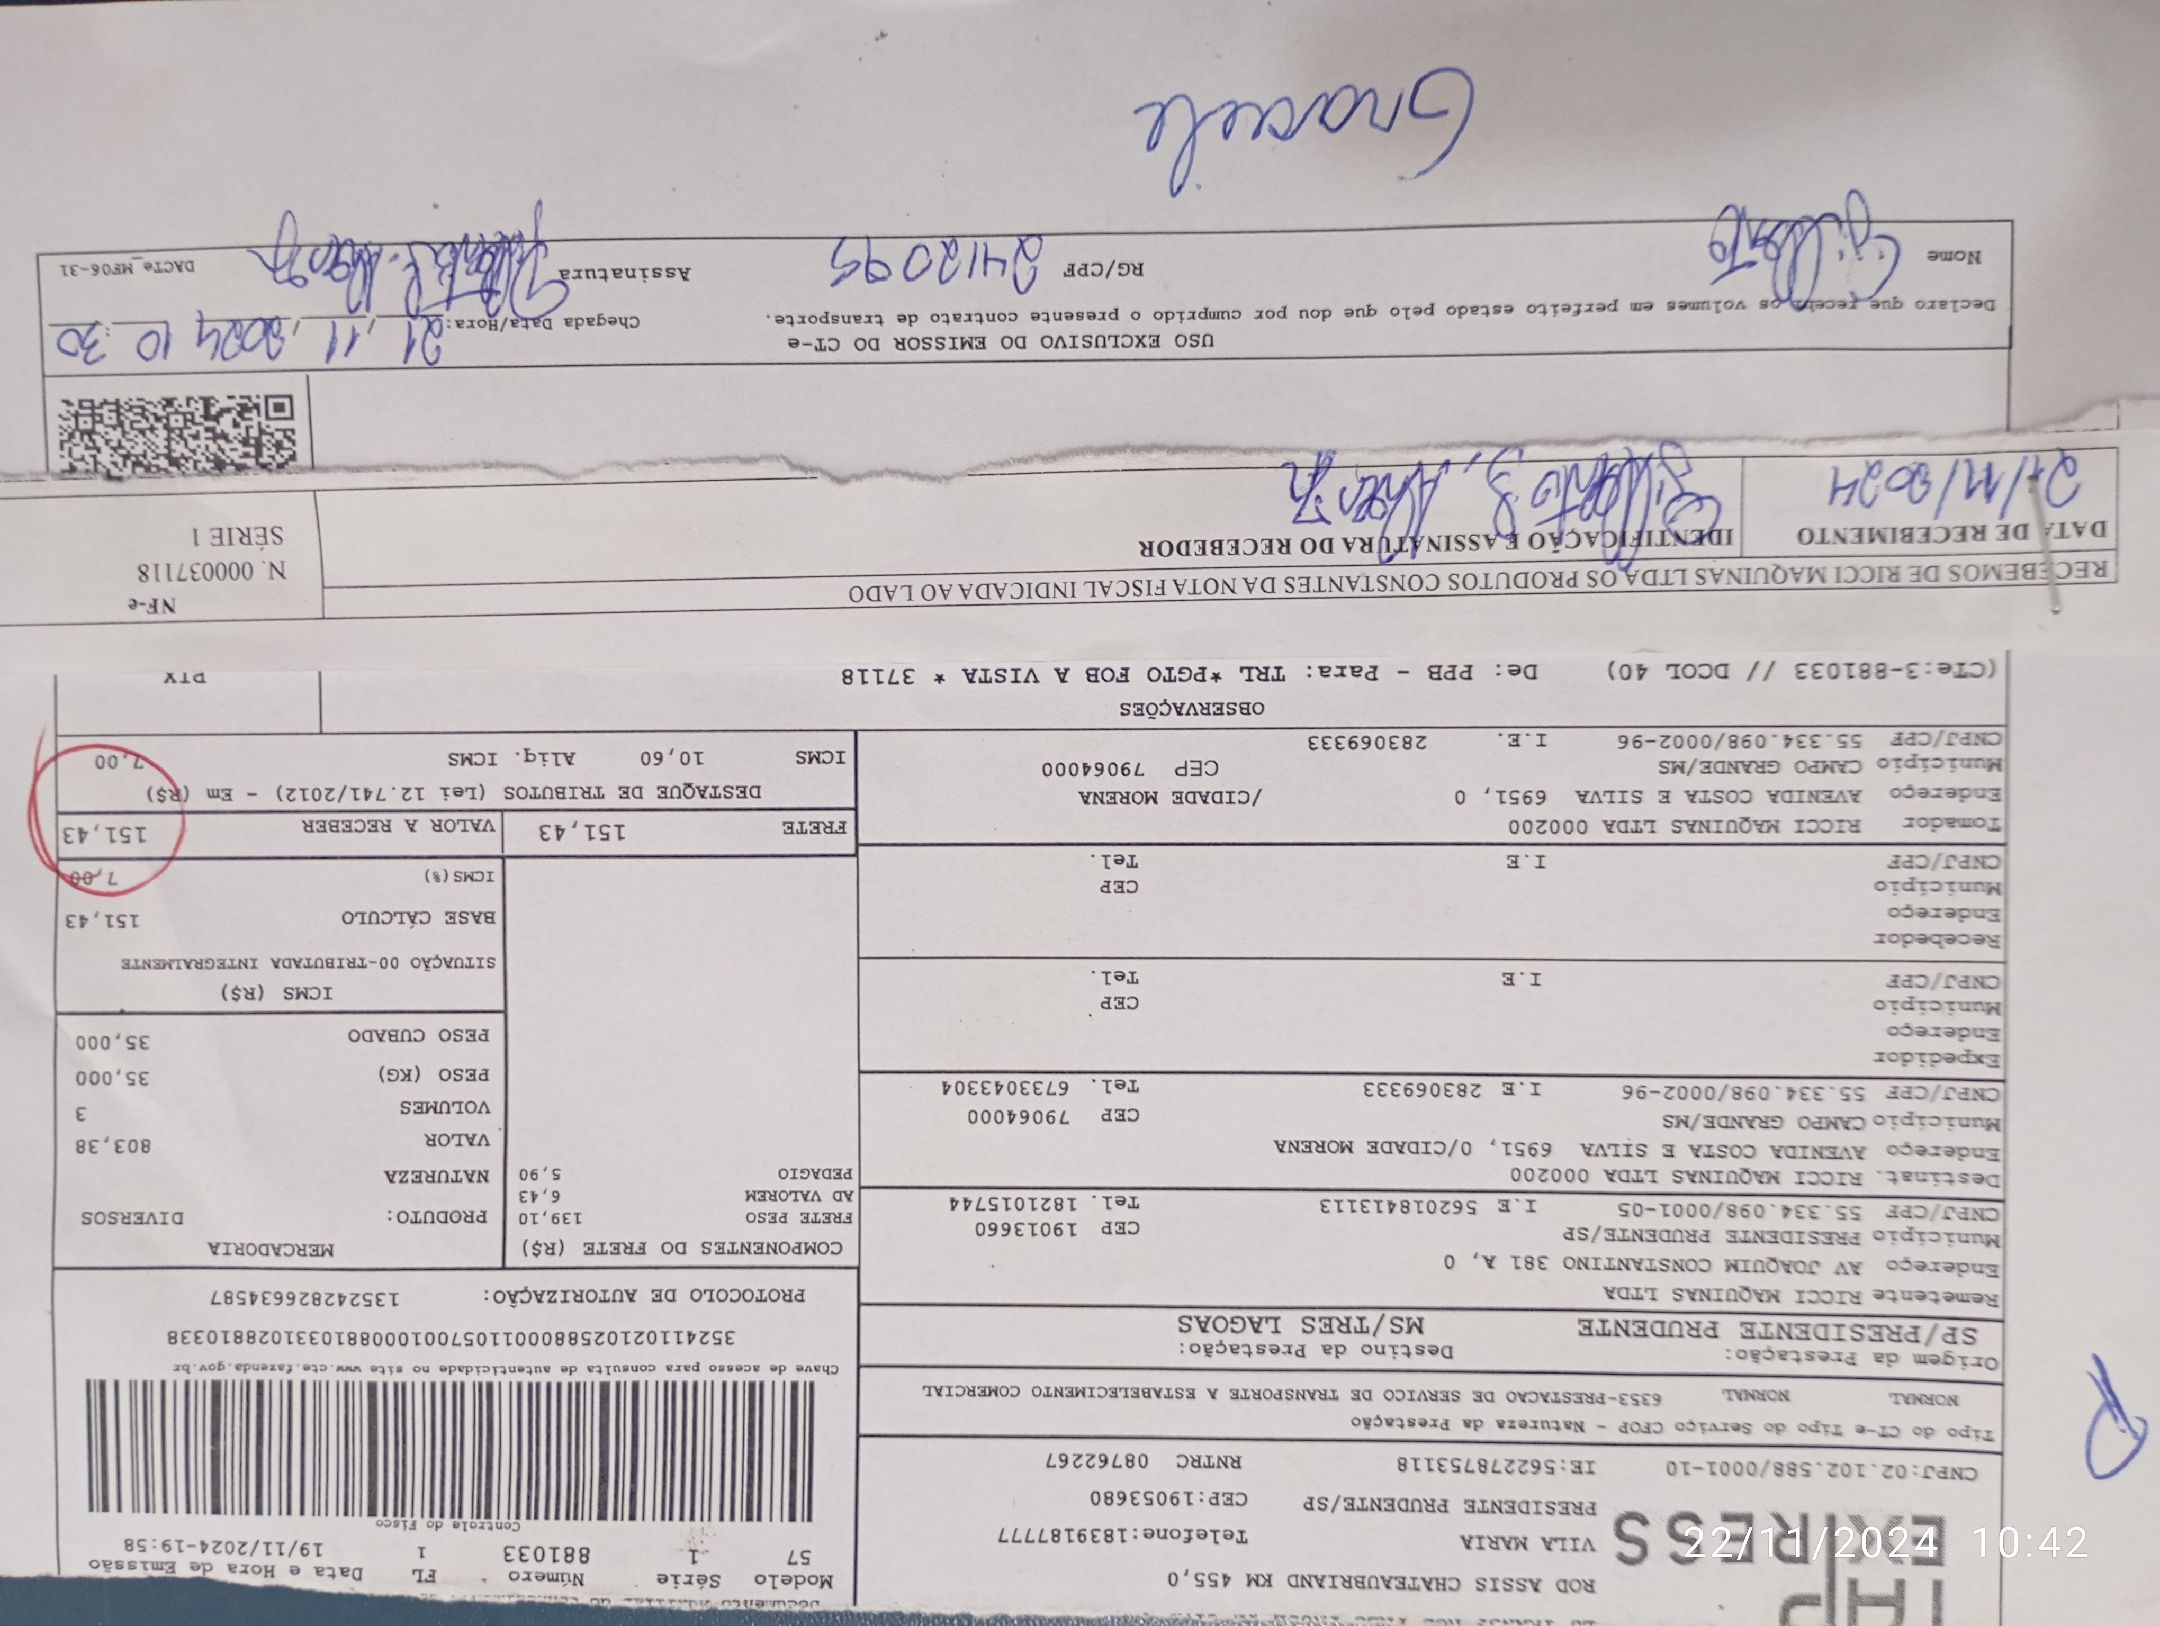 TAP
EXPRESS
ROD ASSIS CHATEAUBRIAND KM 455,0
VILA MARIA Telefone:1839187777
PRESIDENTE PRUDENTE/SP CEP:19053680
CNPJ:02.102.588/0001-10 IE:562278753118 RNTRC 08762267
Modelo Série Número FL Data e Hora de Emissão
57 1 881033 1 19/11/2024-19:58
Controle do Fisco
Chave de acesso para consulta de autenticidade no site www.cte.fazenda.gov.br
35241102102588000110570010008810331028810338
PROTOCOLO DE AUTORIZAÇÃO: 135242826634587
Tipo do CT-e Tipo do Serviço CFOP - Natureza da Prestação
NORMAL NORMAL 6353-PRESTACAO DE SERVICO DE TRANSPORTE A ESTABELECIMENTO COMERCIAL
Origem da Prestação: Destino da Prestação:
SP/PRESIDENTE PRUDENTE MS/TRES LAGOAS
Remetente RICCI MAQUINAS LTDA
Endereço AV JOAQUIM CONSTANTINO 381 A, 0
Município PRESIDENTE PRUDENTE/SP CEP 19013660
CNPJ/CPF 55.334.098/0001-05 I.E 562018413113 Tel. 1821015744
Destinat. RICCI MAQUINAS LTDA 000200
Endereço AVENIDA COSTA E SILVA 6951, 0/CIDADE MORENA
Município CAMPO GRANDE/MS CEP 79064000
CNPJ/CPF 55.334.098/0002-96 I.E 283069333 Tel. 6733043304
Expedidor
Endereço
Município CEP
CNPJ/CPF I.E Tel.
Recebedor
Endereço
Município CEP
CNPJ/CPF I.E Tel.
Tomador RICCI MAQUINAS LTDA 000200
Endereço AVENIDA COSTA E SILVA 6951, 0 /CIDADE MORENA
Município CAMPO GRANDE/MS CEP 79064000
CNPJ/CPF 55.334.098/0002-96 I.E. 283069333
COMPONENTES DO FRETE (R$)
FRETE PESO 139,10
AD VALOREM 6,43
PEDAGIO 5,90
MERCADORIA
PRODUTO: DIVERSOS
NATUREZA
VALOR 803,38
VOLUMES 3
PESO (KG) 35,000
PESO CUBADO 35,000
ICMS (R$)
SITUAÇÃO 00-TRIBUTADA INTEGRALMENTE
BASE CÁLCULO 151,43
ICMS(%) 7,00
FRETE 151,43 VALOR A RECEBER 151,43
DESTAQUE DE TRIBUTOS (Lei 12.741/2012) - Em (R$)
ICMS 10,60 Aliq. ICMS 7,00
OBSERVAÇÕES
(CTe:3-881033 // DCOL 40) De: PPB - Para: TRL *PGTO FOB A VISTA * 37118
PTX
RECEBEMOS DE RICCI MAQUINAS LTDA OS PRODUTOS CONSTANTES DA NOTA FISCAL INDICADA AO LADO
DATA DE RECEBIMENTO
21/11/2024
IDENTIFICAÇÃO E ASSINATURA DO RECEBEDOR
NF-e
N. 000037118
SÉRIE 1
USO EXCLUSIVO DO EMISSOR DO CT-e
Declaro que recebi os volumes em perfeito estado pelo que dou por cumprido o presente contrato de transporte.
Chegada Data/Hora: 21/11/2024 10:30
Nome Gilberto RG/CPF 2412095 Assinatura
DACTe_MF06-31
Graciele
22/11/2024 10:42